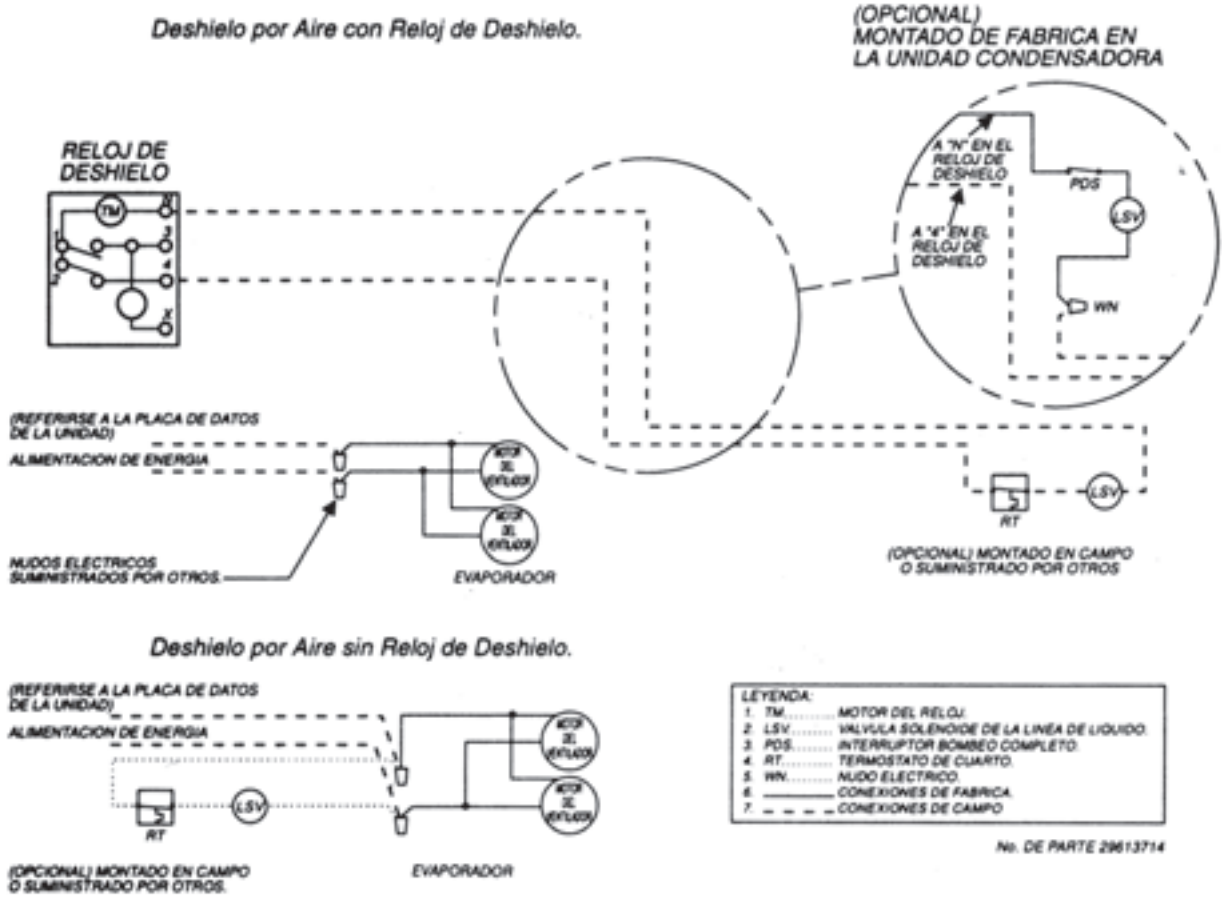 Deshielo por Aire con Reloj de Deshielo.
(OPCIONAL)
MONTADO DE FABRICA EN
LA UNIDAD CONDENSADORA
RELOJ DE
DESHIELO
TM
N
1
3
2
4
X
A "N" EN EL
RELOJ DE
DESHIELO
PDS
LSV
A "4" EN EL
RELOJ DE
DESHIELO
WN
(REFERIRSE A LA PLACA DE DATOS
DE LA UNIDAD)
ALIMENTACION DE ENERGIA
MOTOR
DEL
VENTILADOR
MOTOR
DEL
VENTILADOR
NUDOS ELECTRICOS
SUMINISTRADOS POR OTROS.
EVAPORADOR
RT
LSV
(OPCIONAL) MONTADO EN CAMPO
O SUMINISTRADO POR OTROS
Deshielo por Aire sin Reloj de Deshielo.
(REFERIRSE A LA PLACA DE DATOS
DE LA UNIDAD)
ALIMENTACION DE ENERGIA
MOTOR
DEL
VENTILADOR
MOTOR
DEL
VENTILADOR
RT
LSV
(OPCIONAL) MONTADO EN CAMPO
O SUMINISTRADO POR OTROS.
EVAPORADOR
LEYENDA:
1. TM........ MOTOR DEL RELOJ.
2. LSV........ VALVULA SOLENOIDE DE LA LINEA DE LIQUIDO.
3. PDS........ INTERRUPTOR BOMBEO COMPLETO.
4. RT......... TERMOSTATO DE CUARTO.
5. WN........ NUDO ELECTRICO.
6. ________ CONEXIONES DE FABRICA.
7. _ _ _ _ CONEXIONES DE CAMPO
No. DE PARTE 29613714